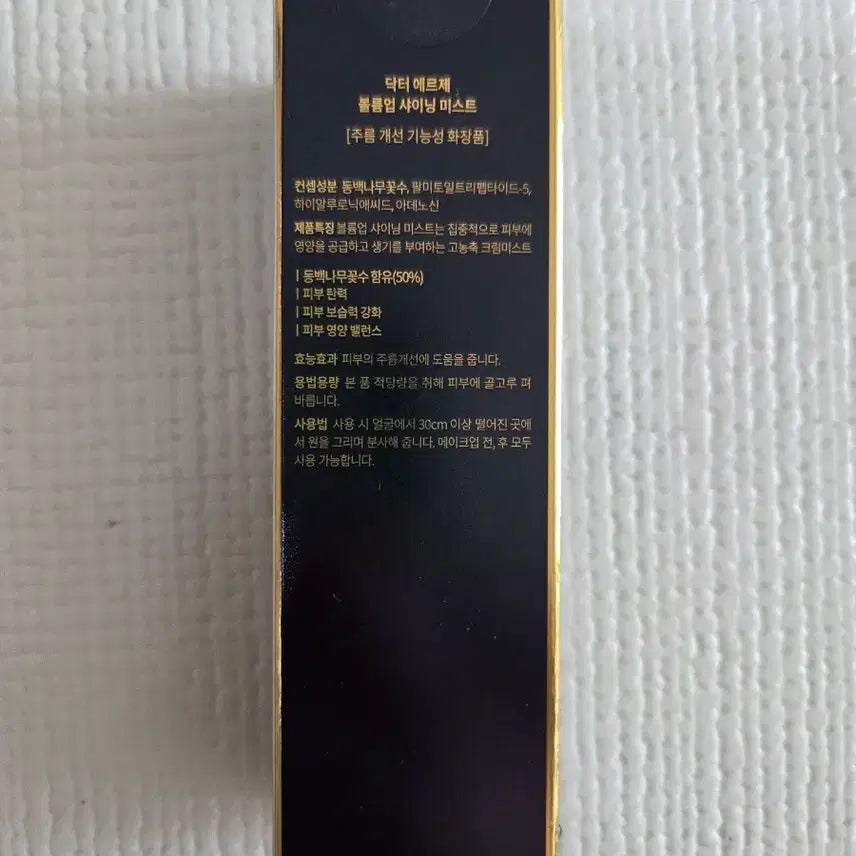 닥터 에르제
볼륨업 샤이닝 미스트
[주름 개선 기능성 화장품]
컨셉성분 동백나무꽃수, 팔미토일트리펩타이드-5,
하이알루로닉애씨드, 아데노신
제품특징 볼륨업 샤이닝 미스트는 집중적으로 피부에
영양을 공급하고 생기를 부여하는 고농축 크림미스트
| 동백나무꽃수 함유(50%)
| 피부 탄력
| 피부 보습력 강화
| 피부 영양 밸런스
효능효과 피부의 주름개선에 도움을 줍니다.
용법용량 본 품 적당량을 취해 피부에 골고루 펴
바릅니다.
사용법 사용 시 얼굴에서 30cm 이상 떨어진 곳에
서 원을 그리며 분사해 줍니다. 메이크업 전, 후 모두
사용 가능합니다.